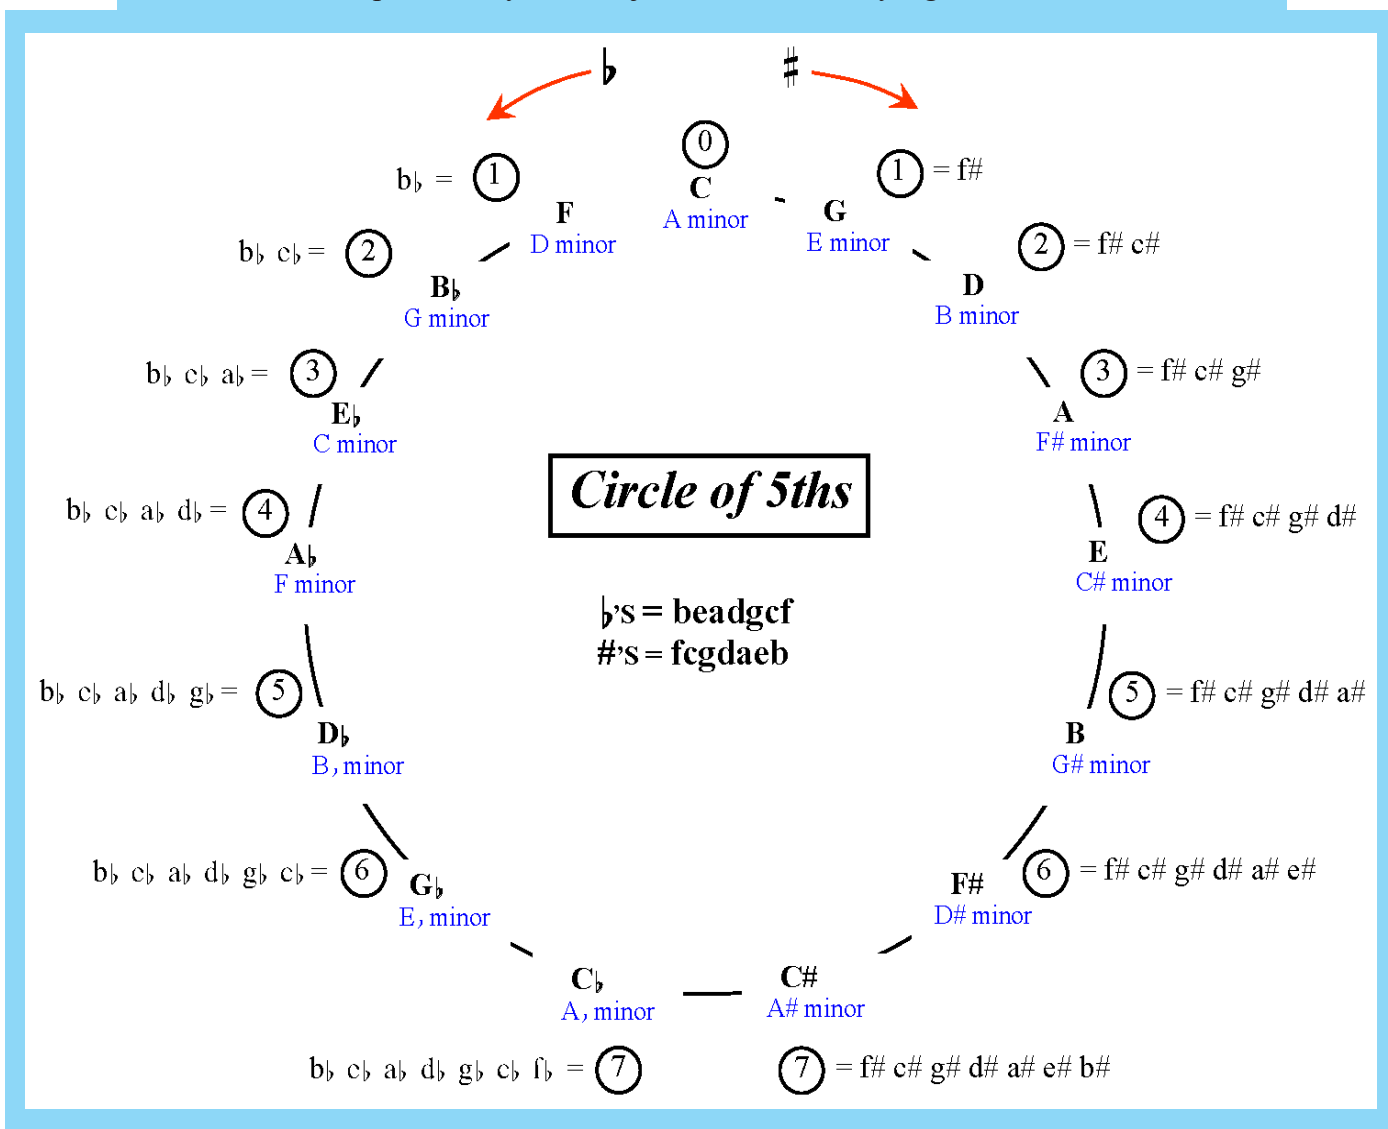 ♭ ♯
0
C
A minor
1 = f#
G
E minor
2 = f# c#
D
B minor
3 = f# c# g#
A
F# minor
4 = f# c# g# d#
E
C# minor
5 = f# c# g# d# a#
B
G# minor
6 = f# c# g# d# a# e#
F#
D# minor
C#
A# minor
7 = f# c# g# d# a# e# b#
b♭ = 1
F
D minor
b♭ e♭ = 2
B♭
G minor
b♭ e♭ a♭ = 3
E♭
C minor
b♭ e♭ a♭ d♭ = 4
A♭
F minor
b♭ e♭ a♭ d♭ g♭ = 5
D♭
B♭ minor
b♭ e♭ a♭ d♭ g♭ c♭ = 6
G♭
E♭ minor
C♭
A♭ minor
b♭ e♭ a♭ d♭ g♭ c♭ f♭ = 7
Circle of 5ths
♭'s = beadgcf
#'s = fcgdaeb